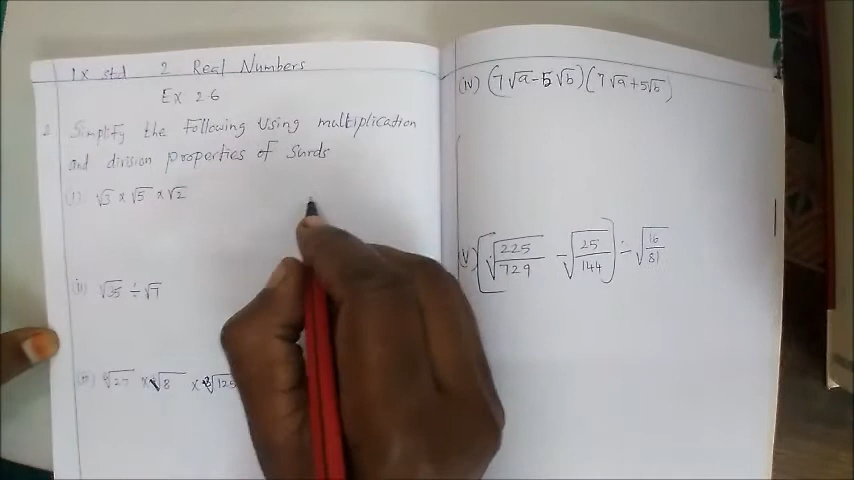 IX std 2 Real Numbers
Ex 2.6
2 Simplify the following using multiplication
and division properties of surds
(i) √3 × √5 × √2
(ii) √35 ÷ √7
(iii) ∛27 × ∛8 × ∛125
(iv) (7√a - 5√b)(7√a + 5√b)
(v) [√225/729 - √25/144] ÷ √16/81